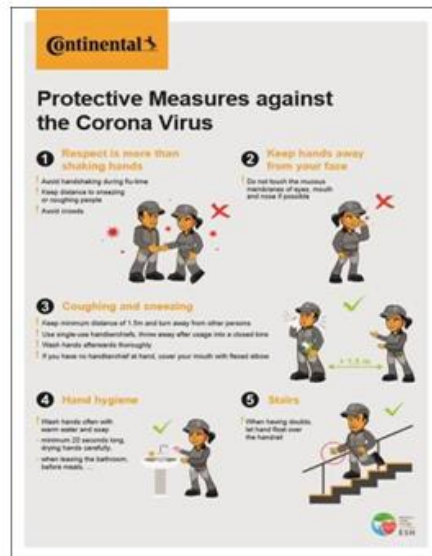 Continental
Protective Measures against
the Corona Virus
1 Respect is more than
shaking hands
! Avoid handshaking during flu-time
! Keep distance to sneezing
or coughing people
! Avoid crowds
2 Keep hands away
from your face
! Do not touch the mucous
membranes of eyes, mouth
and nose if possible
3 Coughing and sneezing
! Keep minimum distance of 1.5m and turn away from other persons
! Use single-use handkerchiefs, throw away after usage into a closed bins
! Wash hands afterwards thoroughly
! If you have no handkerchief at hand, cover your mouth with flexed elbow
1.5 m
4 Hand hygiene
! Wash hands often with
warm water and soap
- minimum 20 seconds long,
drying hands carefully,
- when leaving the bathroom,
before meals, ...
5 Stairs
! When having doubts,
let hand float over
the handrail
ESH